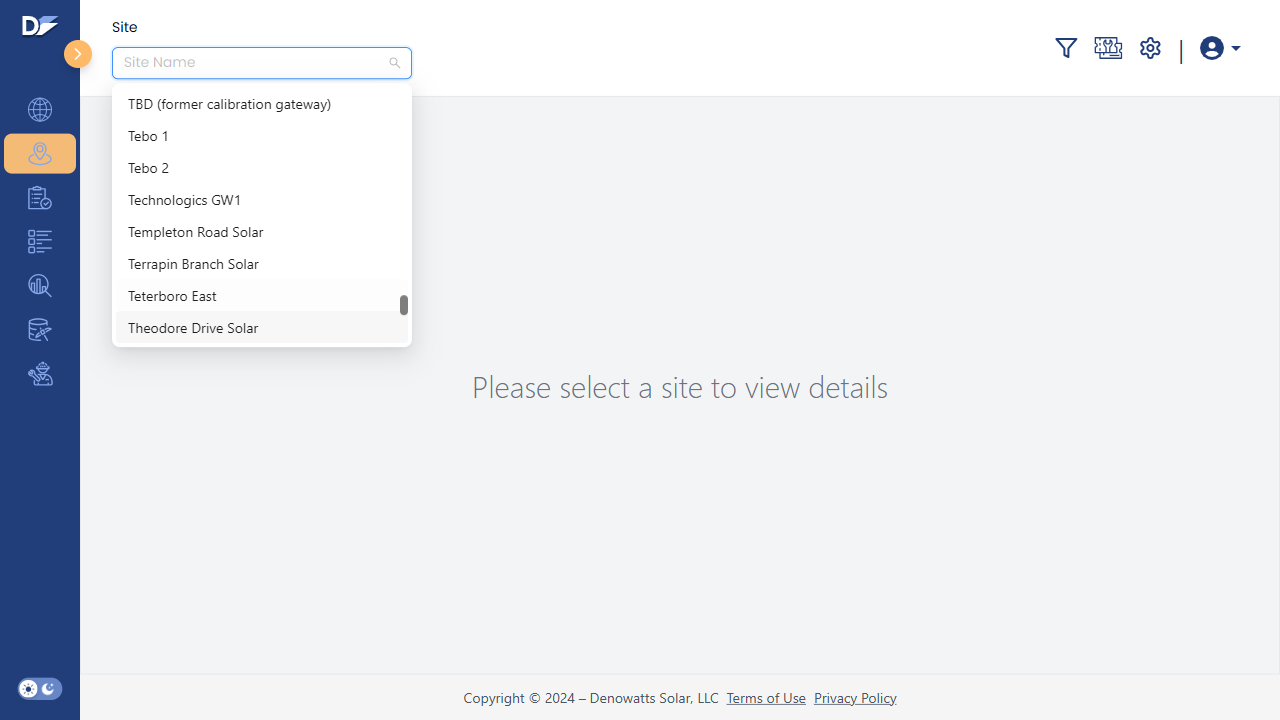 Site
Site Name
TBD (former calibration gateway)
Tebo 1
Tebo 2
Technologics GW1
Templeton Road Solar
Terrapin Branch Solar
Teterboro East
Theodore Drive Solar
Please select a site to view details
Copyright © 2024 – Denowatts Solar, LLC Terms of Use Privacy Policy